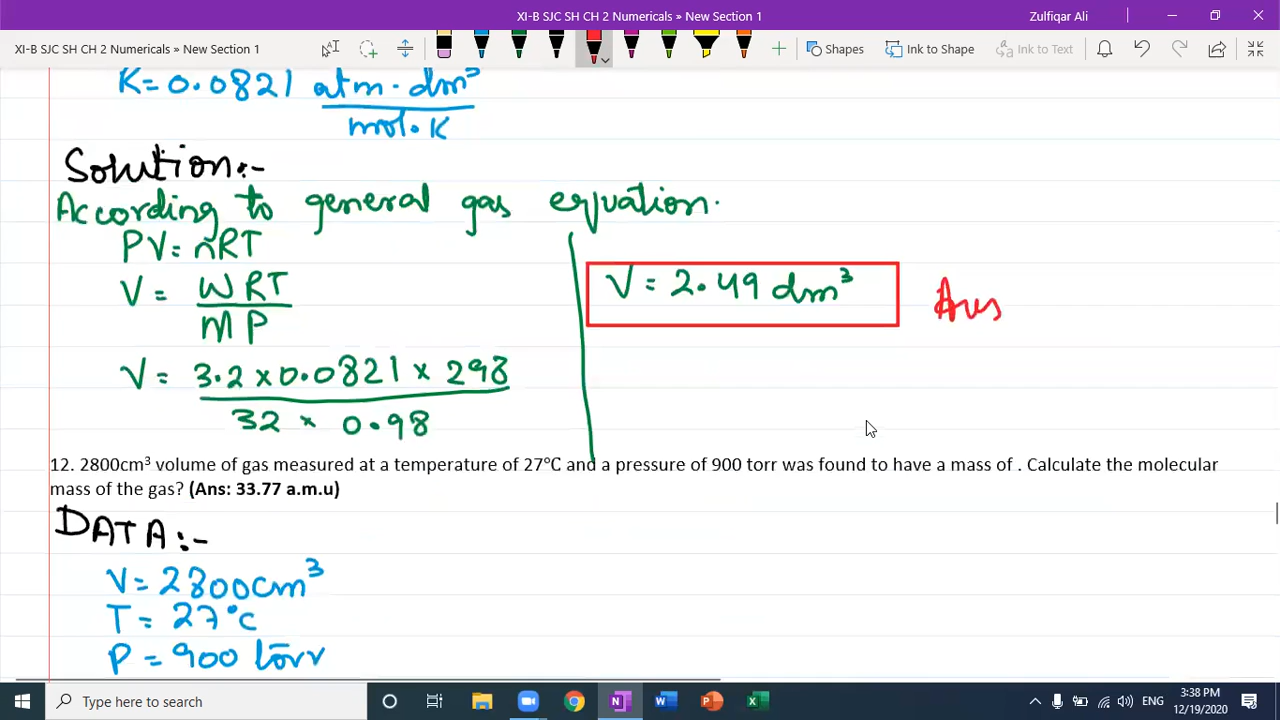 XI-B SJC SH CH 2 Numericals » New Section 1
Zulfiqar Ali
XI-B SJC SH CH 2 Numericals » New Section 1
Shapes
Ink to Shape
Ink to Text
K=0.0821 atm·dm³
mol·K
Solution:-
According to general gas equation.
PV=nRT
V= WRT
MP
V = 2.49 dm³
Ans
V= 3.2×0.0821×298
32 × 0.98
12. 2800cm³ volume of gas measured at a temperature of 27℃ and a pressure of 900 torr was found to have a mass of . Calculate the molecular
mass of the gas? (Ans: 33.77 a.m.u)
DATA:-
V=2800cm³
T= 27°c
P=900 torr
Type here to search
ENG
3:38 PM
12/19/2020